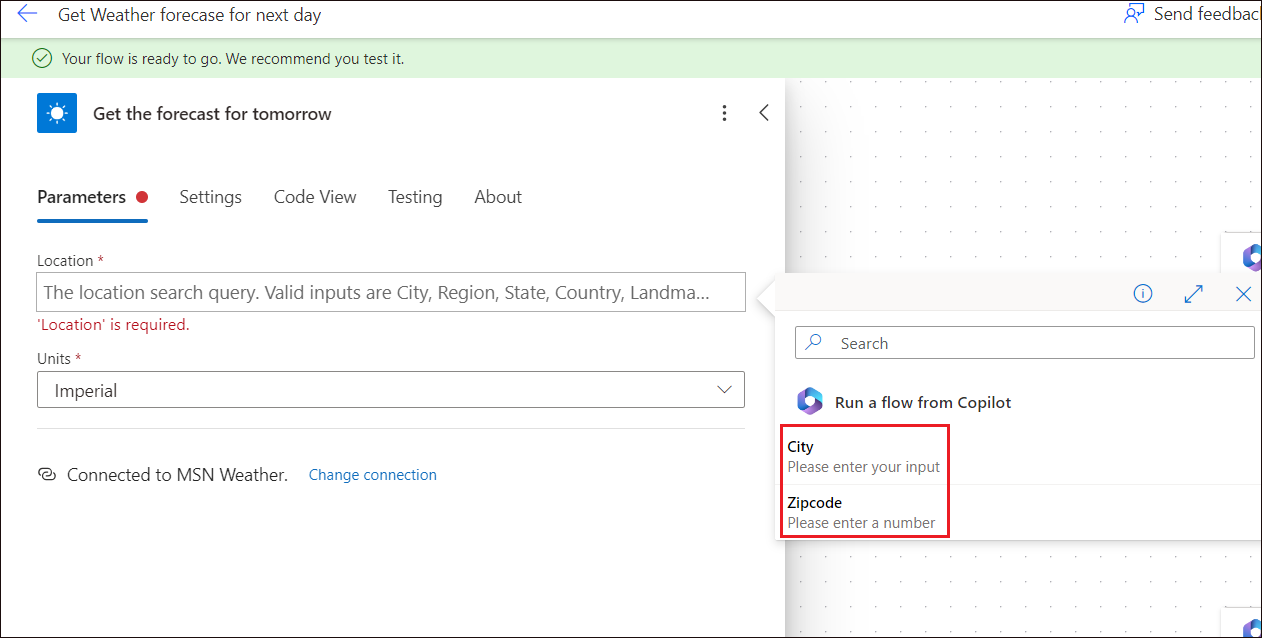 Get Weather forecase for next day
Send feedbac
Your flow is ready to go. We recommend you test it.
Get the forecast for tomorrow
Parameters Settings Code View Testing About
Location *
The location search query. Valid inputs are City, Region, State, Country, Landma...
'Location' is required.
Units *
Imperial
Connected to MSN Weather. Change connection
Search
Run a flow from Copilot
City
Please enter your input
Zipcode
Please enter a number